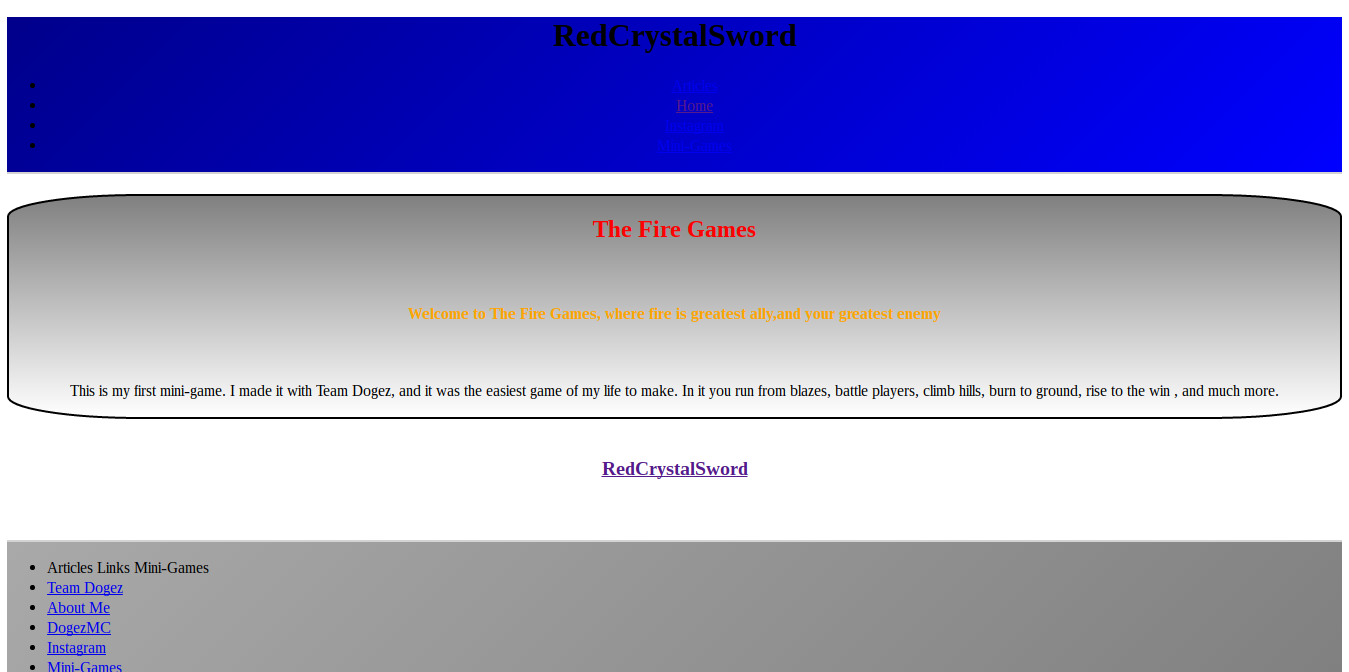 RedCrystalSword
Home
The Fire Games
Welcome to The Fire Games, where fire is greatest ally,and your greatest enemy
This is my first mini-game. I made it with Team Dogez, and it was the easiest game of my life to make. In it you run from blazes, battle players, climb hills, burn to ground, rise to the win , and much more.
RedCrystalSword
Articles Links Mini-Games
Team Dogez
About Me
DogezMC
Instagram
Mini-Games